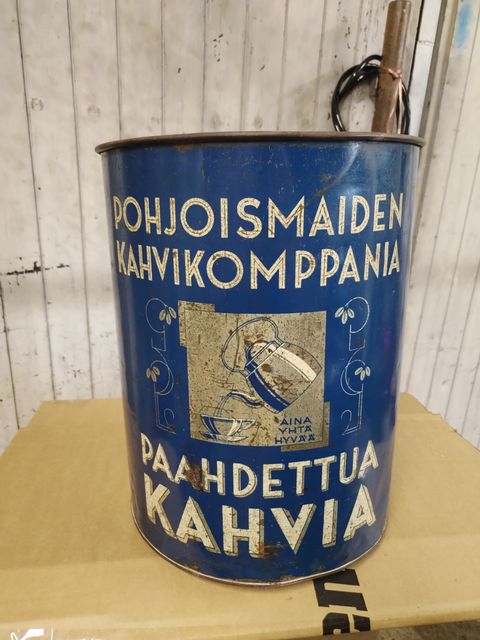 POHJOISMAIDEN
KAHVIKOMPPANIA
AINA
YHTÄ
HYVÄÄ
PAAHDETTUA
KAHVIA